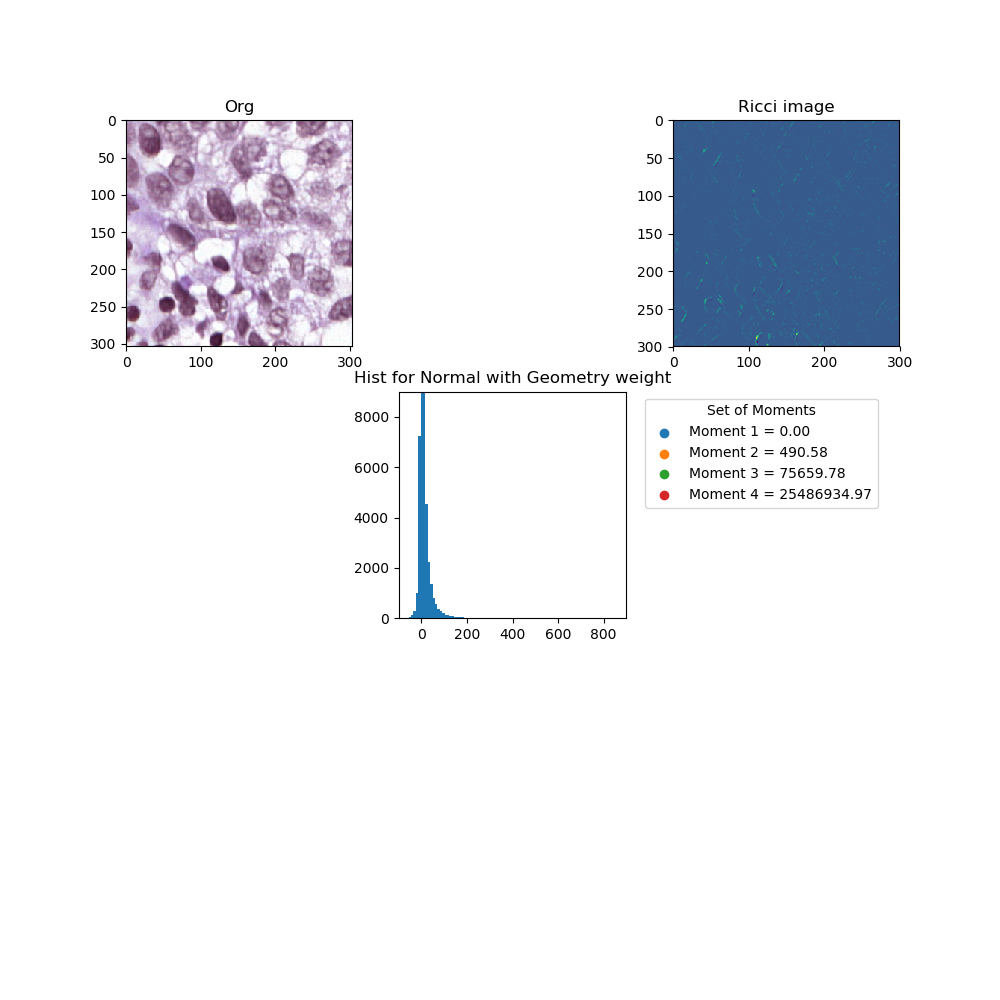 Org
0
50
100
150
200
250
300
0 100 200 300
Ricci image
0
50
100
150
200
250
300
0 100 200 300
Hist for Normal with Geometry weight
8000
6000
4000
2000
0
0 200 400 600 800
Set of Moments
Moment 1 = 0.00
Moment 2 = 490.58
Moment 3 = 75659.78
Moment 4 = 25486934.97